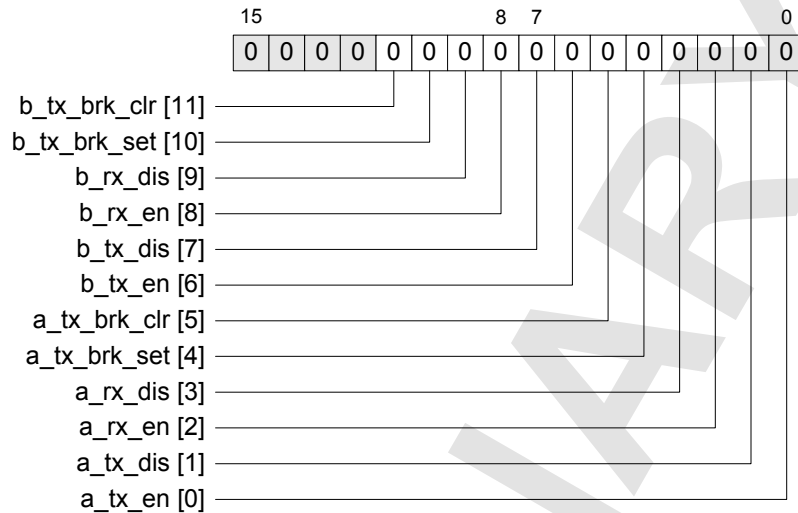 15 8 7 0
0 0 0 0 0 0 0 0 0 0 0 0 0 0 0 0
b_tx_brk_clr [11]
b_tx_brk_set [10]
b_rx_dis [9]
b_rx_en [8]
b_tx_dis [7]
b_tx_en [6]
a_tx_brk_clr [5]
a_tx_brk_set [4]
a_rx_dis [3]
a_rx_en [2]
a_tx_dis [1]
a_tx_en [0]